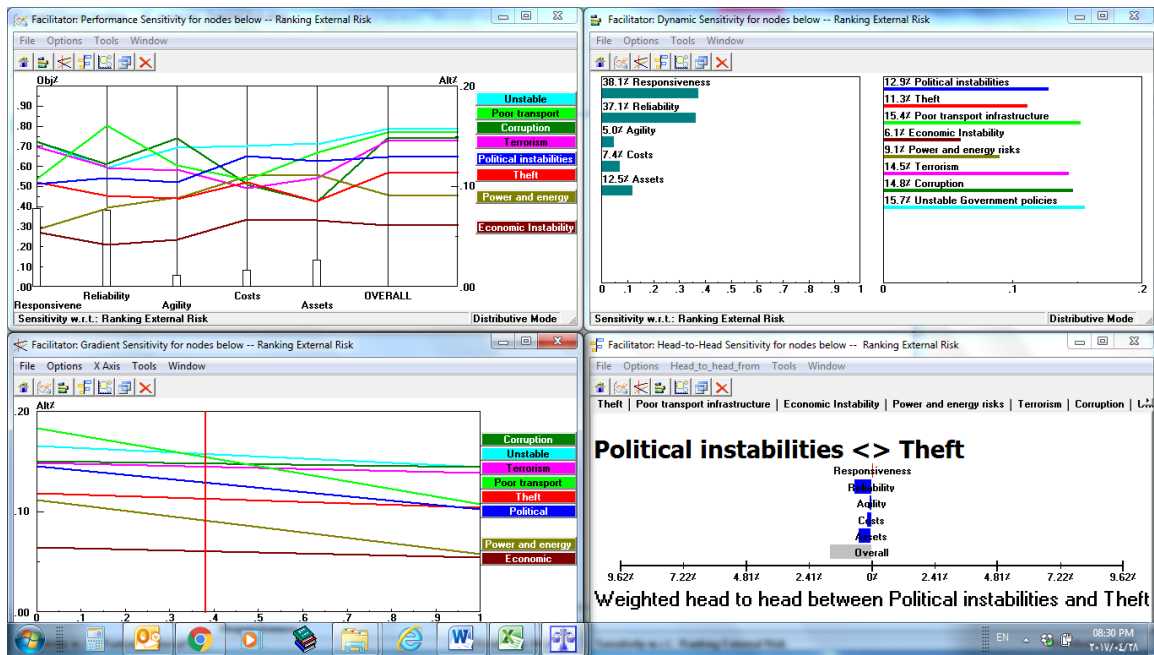 Facilitator: Performance Sensitivity for nodes below -- Ranking External Risk
File Options Tools Window
Obj% Alt%
.90
.80
.70
.60
.50
.40
.30
.20
.10
.00
.20
.10
.00
Unstable
Poor transport
Corruption
Terrorism
Political instabilities
Theft
Power and energy
Economic Instability
Responsivene Reliability Agility Costs Assets OVERALL
Sensitivity w.r.t.: Ranking External Risk Distributive Mode
Facilitator: Dynamic Sensitivity for nodes below -- Ranking External Risk
File Options Tools Window
38.1% Responsiveness
37.1% Reliability
5.0% Agility
7.4% Costs
12.5% Assets
0 .1 .2 .3 .4 .5 .6 .7 .8 .9 1
12.9% Political instabilities
11.3% Theft
15.4% Poor transport infrastructure
6.1% Economic Instability
9.1% Power and energy risks
14.5% Terrorism
14.8% Corruption
15.7% Unstable Government policies
0 .1 .2
Sensitivity w.r.t.: Ranking External Risk Distributive Mode
Facilitator: Gradient Sensitivity for nodes below -- Ranking External Risk
File Options X Axis Tools Window
Alt%
.20
.10
.00
Corruption
Unstable
Terrorism
Poor transport
Theft
Political
Power and energy
Economic
0 .1 .2 .3 .4 .5 .6 .7 .8 .9 1
Facilitator: Head-to-Head Sensitivity for nodes below -- Ranking External Risk
File Options Head_to_head_from Tools Window
Theft | Poor transport infrastructure | Economic Instability | Power and energy risks | Terrorism | Corruption |
Political instabilities <> Theft
Responsiveness
Reliability
Agility
Costs
Assets
Overall
9.62% 7.22% 4.81% 2.41% 0% 2.41% 4.81% 7.22% 9.62%
Weighted head to head between Political instabilities and Theft
EN
08:30 PM
٢٠١٧/٠٤/٢٨